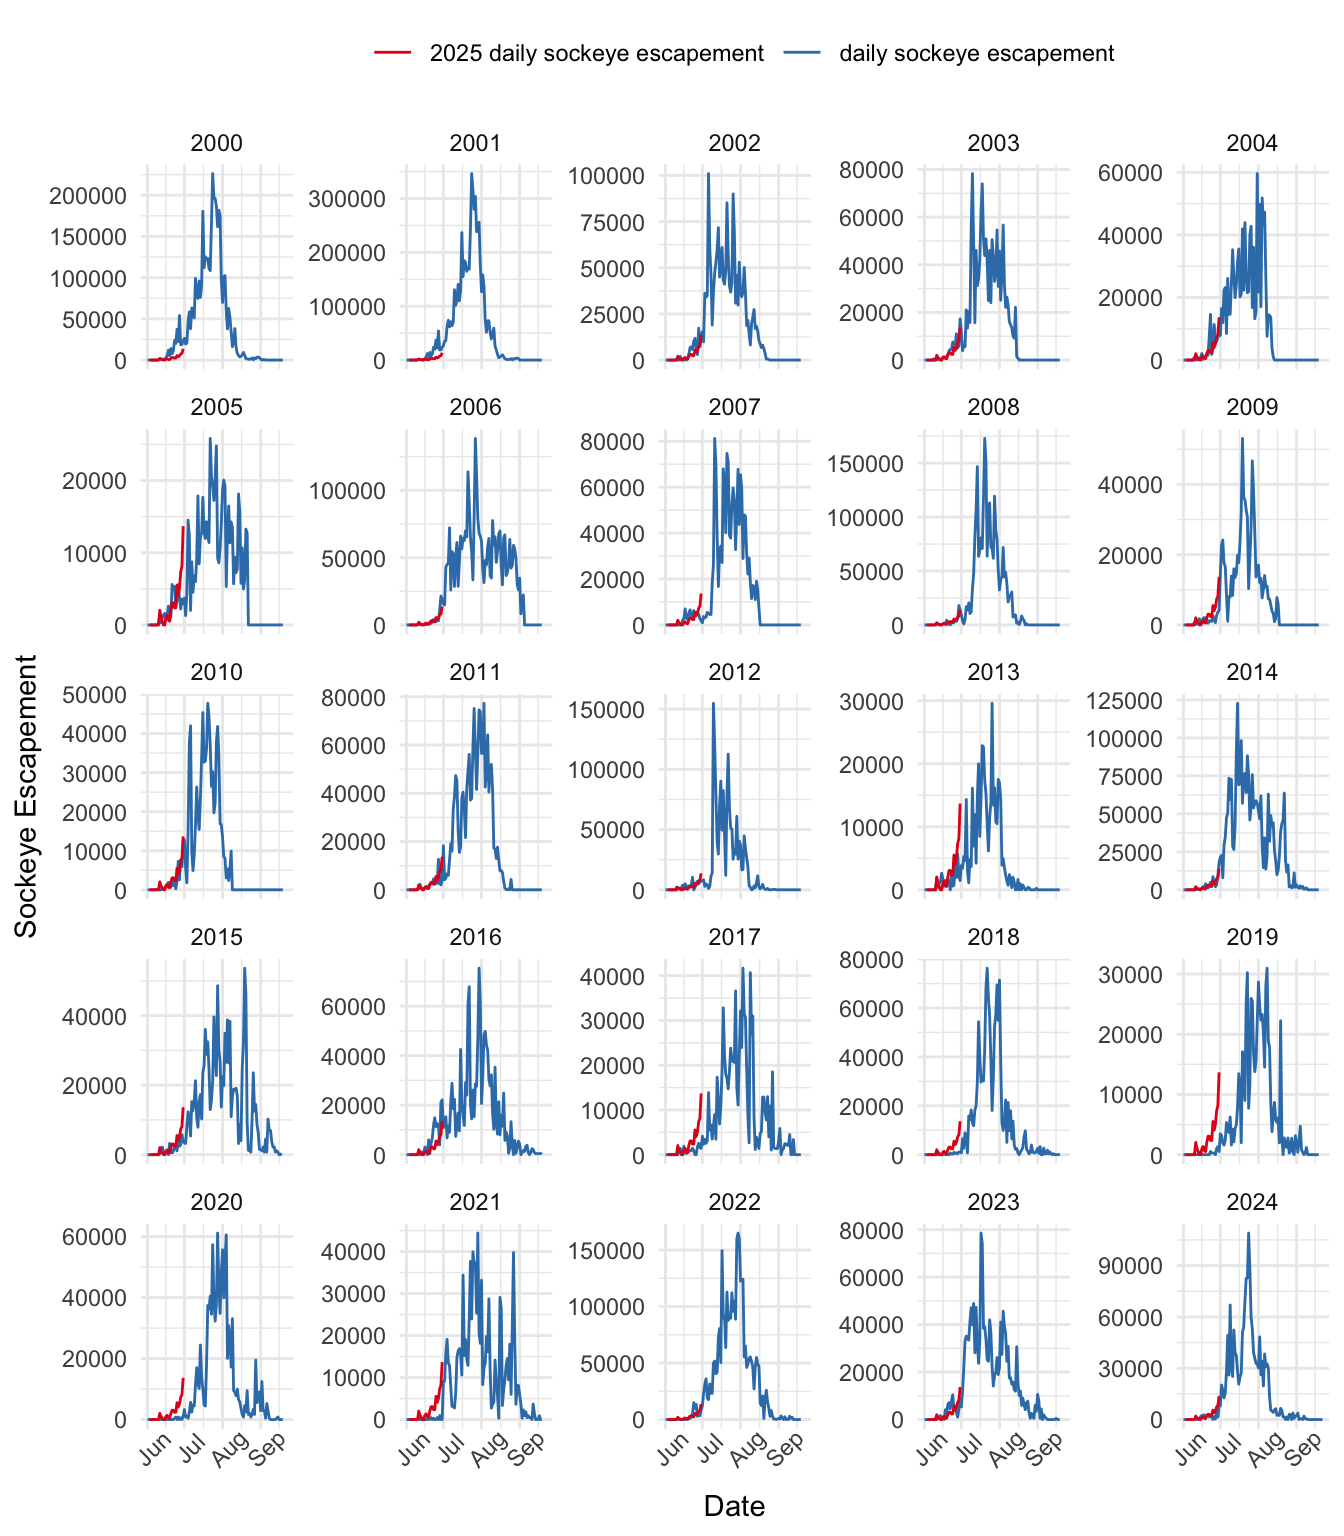 2025 daily sockeye escapement daily sockeye escapement
2000 2001 2002 2003 2004
200000 150000 100000 50000 0
300000 200000 100000 0
100000 75000 50000 25000 0
80000 60000 40000 20000 0
60000 40000 20000 0
2005 2006 2007 2008 2009
20000 10000 0
100000 50000 0
80000 60000 40000 20000 0
150000 100000 50000 0
40000 20000 0
Sockeye Escapement
2010 2011 2012 2013 2014
50000 40000 30000 20000 10000 0
80000 60000 40000 20000 0
150000 100000 50000 0
30000 20000 10000 0
125000 100000 75000 50000 25000 0
2015 2016 2017 2018 2019
40000 20000 0
60000 40000 20000 0
40000 30000 20000 10000 0
80000 60000 40000 20000 0
30000 20000 10000 0
2020 2021 2022 2023 2024
60000 40000 20000 0
40000 30000 20000 10000 0
150000 100000 50000 0
80000 60000 40000 20000 0
90000 60000 30000 0
Jun Jul Aug Sep Jun Jul Aug Sep Jun Jul Aug Sep Jun Jul Aug Sep Jun Jul Aug Sep
Date